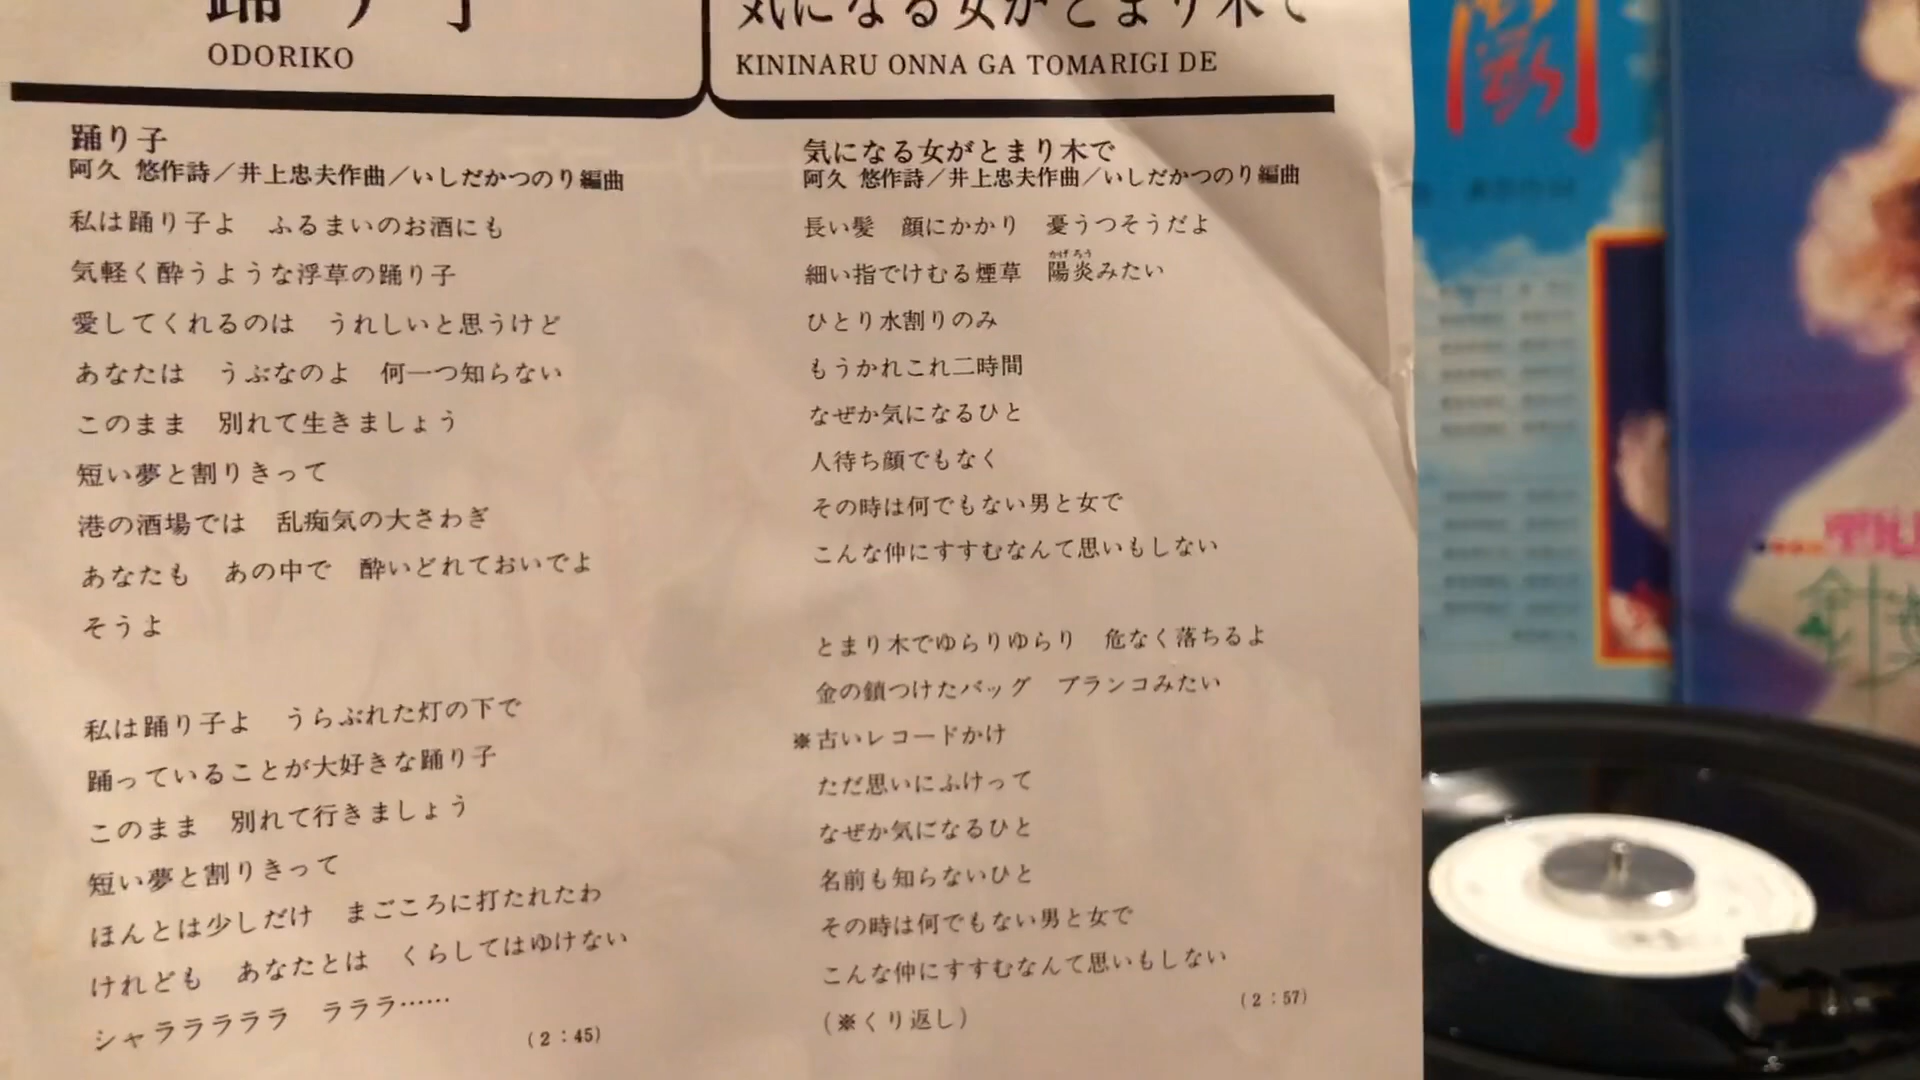 踊り子
ODORIKO
気になる女がとまり木で
KININARU ONNA GA TOMARIGI DE
踊り子
阿久 悠作詩/井上忠夫作曲/いしだかつのり編曲
私は踊り子よ ふるまいのお酒にも
気軽く酔うような浮草の踊り子
愛してくれるのは うれしいと思うけど
あなたは うぶなのよ 何一つ知らない
このまま 別れて生きましょう
短い夢と割りきって
港の酒場では 乱痴気の大さわぎ
あなたも あの中で 酔いどれておいでよ
そうよ
私は踊り子よ うらぶれた灯の下で
踊っていることが大好きな踊り子
このまま 別れて行きましょう
短い夢と割りきって
ほんとは少しだけ まごころに打たれたわ
けれども あなたとは くらしてはゆけない
シャラララララ ラララ……
(2:45)
気になる女がとまり木で
阿久 悠作詩/井上忠夫作曲/いしだかつのり編曲
長い髪 顔にかかり 憂うつそうだよ
かげろう
細い指でけむる煙草 陽炎みたい
ひとり水割りのみ
もうかれこれ二時間
なぜか気になるひと
人待ち顔でもなく
その時は何でもない男と女で
こんな仲にすすむなんて思いもしない
とまり木でゆらりゆらり 危なく落ちるよ
金の鎖つけたバッグ ブランコみたい
※古いレコードかけ
ただ思いにふけって
なぜか気になるひと
名前も知らないひと
その時は何でもない男と女で
こんな仲にすすむなんて思いもしない
(2:57)
(※くり返し)